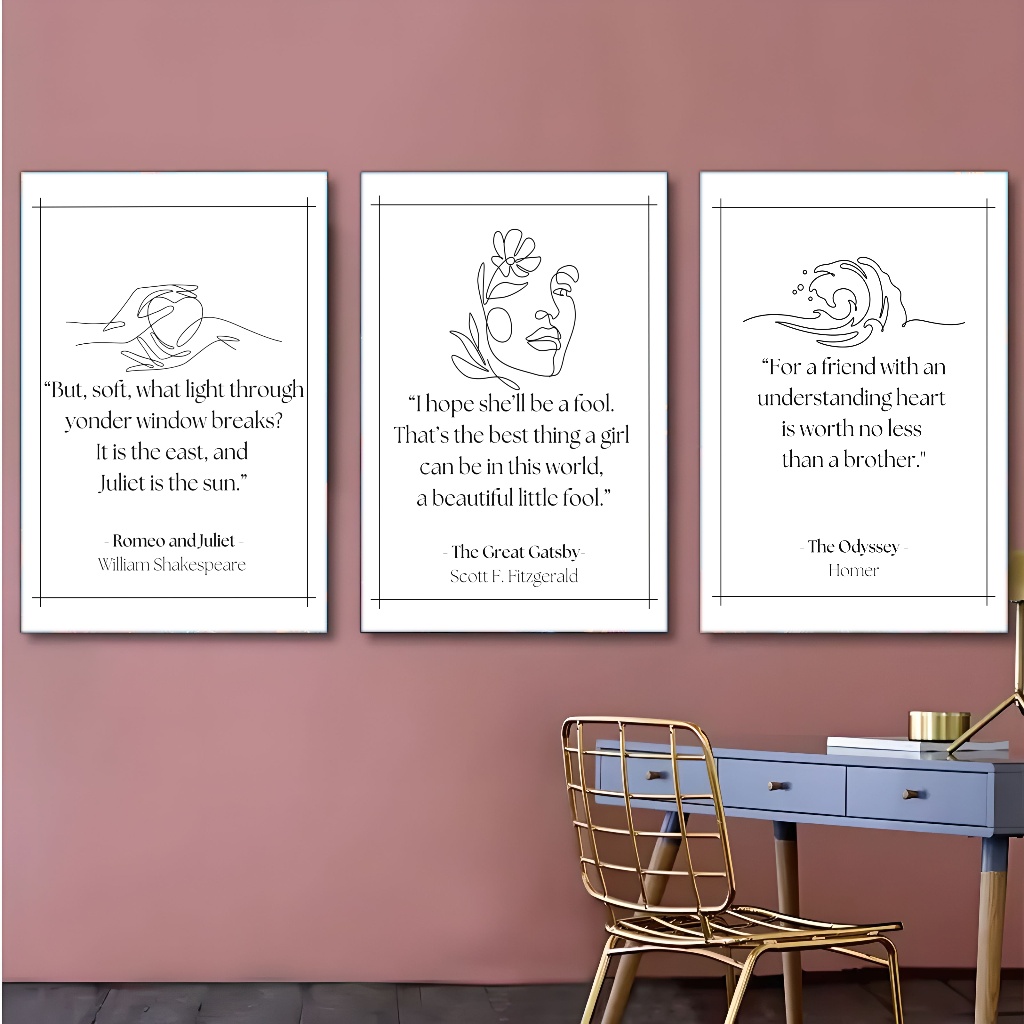 “But, soft, what light through
yonder window breaks?
It is the east, and
Juliet is the sun.”
- Romeo and Juliet -
William Shakespeare
“I hope she’ll be a fool.
That’s the best thing a girl
can be in this world,
a beautiful little fool.”
- The Great Gatsby-
Scott F. Fitzgerald
“For a friend with an
understanding heart
is worth no less
than a brother."
- The Odyssey -
Homer